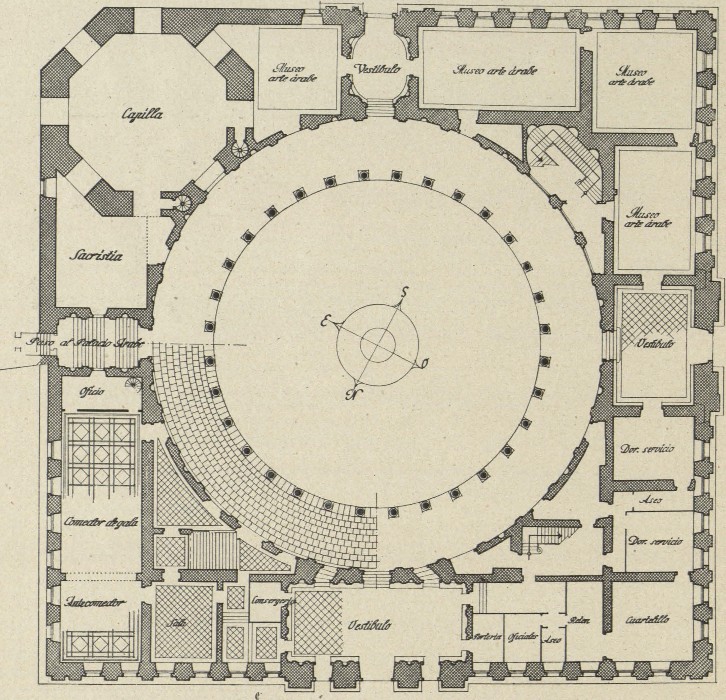 Museo
arte árabe
Vestíbulo
Museo arte árabe
Museo
arte árabe
Capilla
Museo
arte árabe
Sacristía
S
E
O
N
Paso al Palacio Árabe
Vestíbulo
Oficio
Dor. servicio
Aseo
Comedor de gala
Dor. servicio
Antecomedor
Conserjería
Vestíbulo
Portería
Oficiales
Aseo
Retén
Cuartelillo